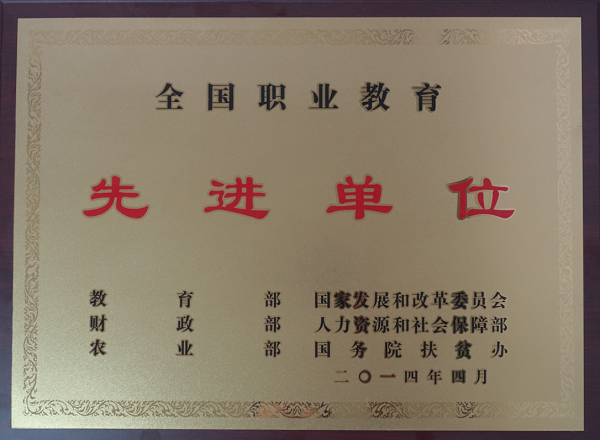 全国职业教育
先进单位
教育部 国家发展和改革委员会
财政部 人力资源和社会保障部
农业部 国务院扶贫办
二〇一四年四月